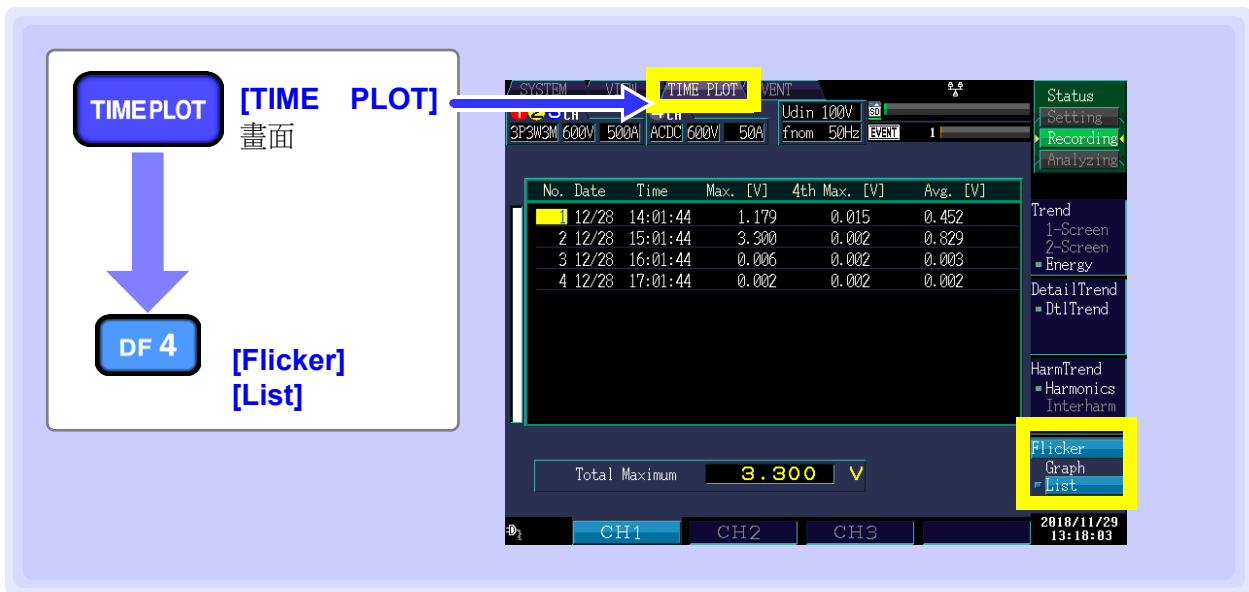 TIME PLOT
[TIME PLOT]
畫面
DF 4
[Flicker]
[List]
SYSTEM VIEW TIME PLOT EVENT
123CH 4CH Udin 100V SD
3P3W3M 600V 500A ACDC 600V 50A fnom 50Hz EVENT 1
Status
Setting
Recording
Analyzing
No. Date Time Max. [V] 4th Max. [V] Avg. [V]
1 12/28 14:01:44 1.179 0.015 0.452
2 12/28 15:01:44 3.300 0.002 0.829
3 12/28 16:01:44 0.006 0.002 0.003
4 12/28 17:01:44 0.002 0.002 0.002
Trend
1-Screen
2-Screen
Energy
DetailTrend
DtlTrend
HarmTrend
Harmonics
Interharm
Flicker
Graph
List
Total Maximum 3.300 V
CH1 CH2 CH3
2018/11/29
13:18:03